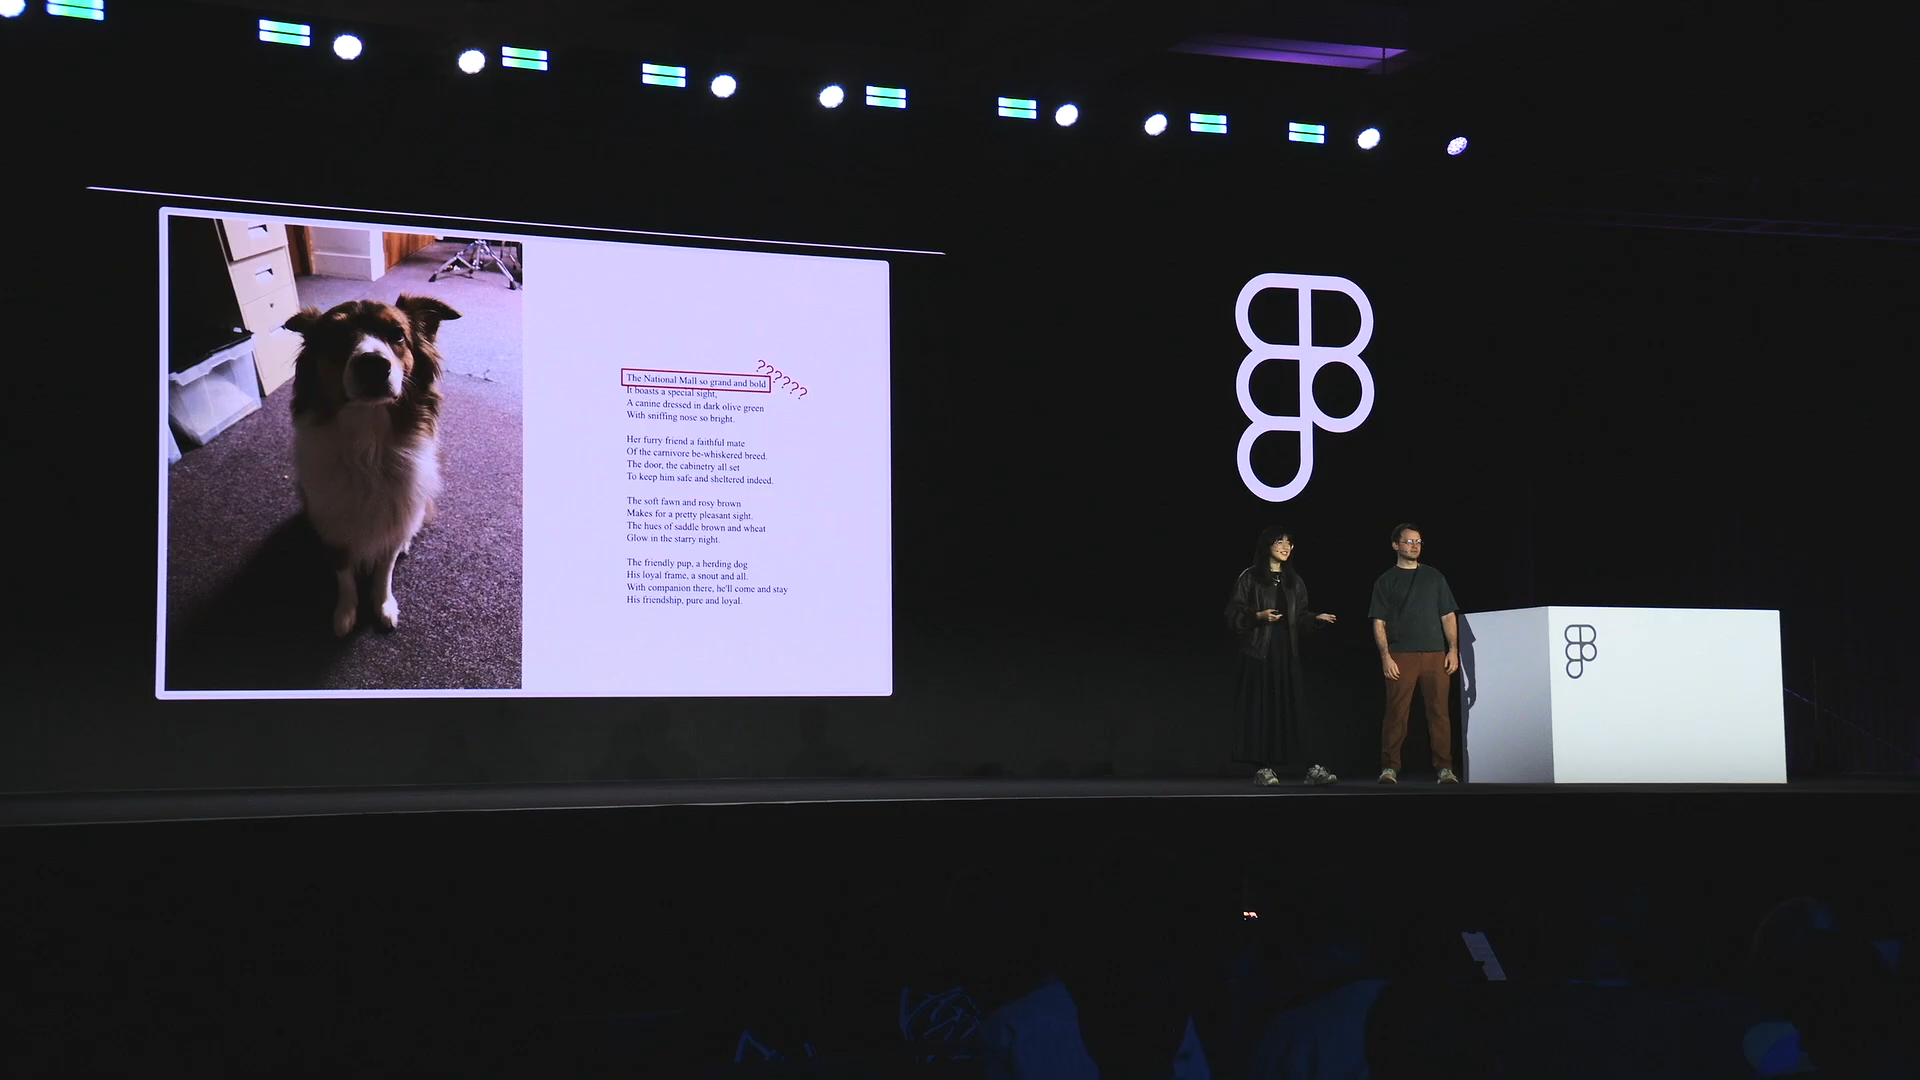 ??????
The National Mall so grand and bold
It boasts a special sight,
A canine dressed in dark olive green
With sniffing nose so bright.
Her furry friend a faithful mate
Of the carnivore be-whiskered breed.
The door, the cabinetry all set
To keep him safe and sheltered indeed.
The soft fawn and rosy brown
Makes for a pretty pleasant sight.
The hues of saddle brown and wheat
Glow in the starry night.
The friendly pup, a herding dog
His loyal frame, a snout and all.
With companion there, he'll come and stay
His friendship, pure and loyal.